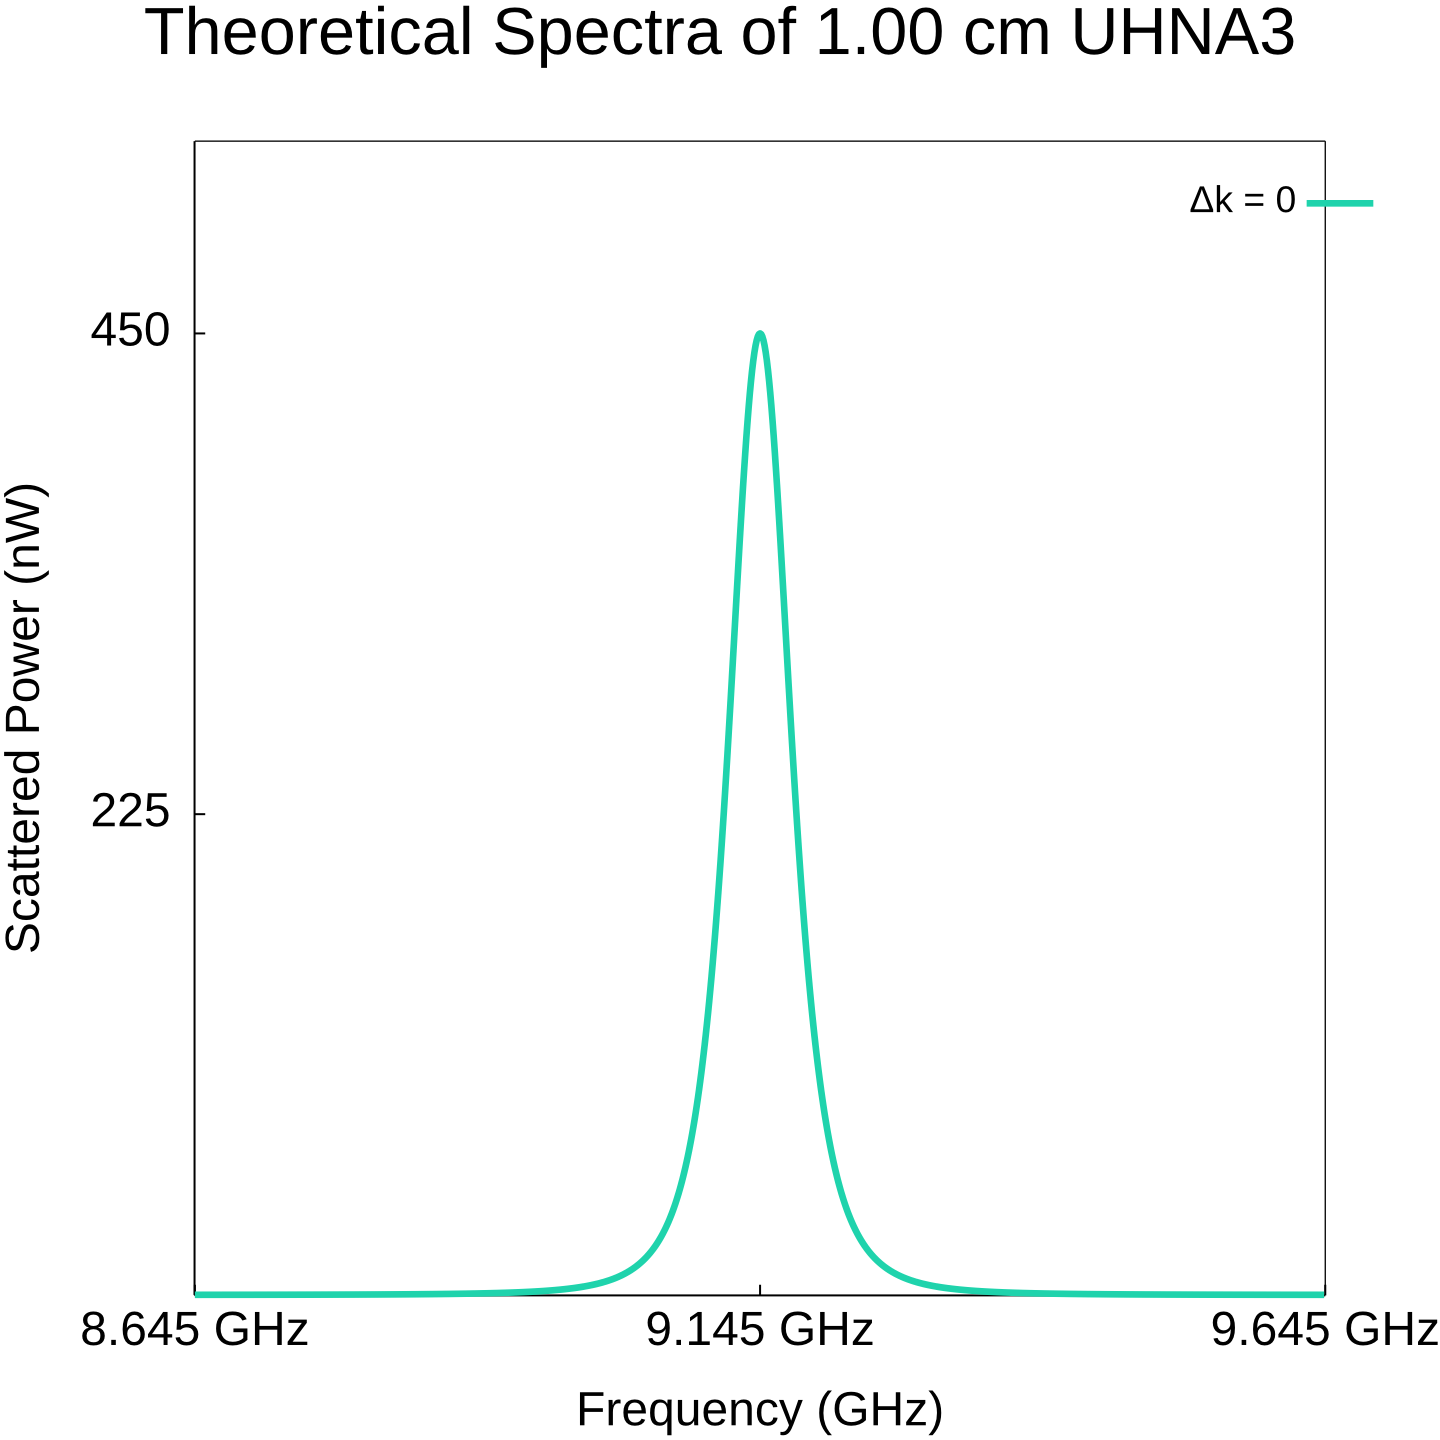 Theoretical Spectra of 1.00 cm UHNA3
Δk = 0
450
225
Scattered Power (nW)
8.645 GHz
9.145 GHz
9.645 GHz
Frequency (GHz)